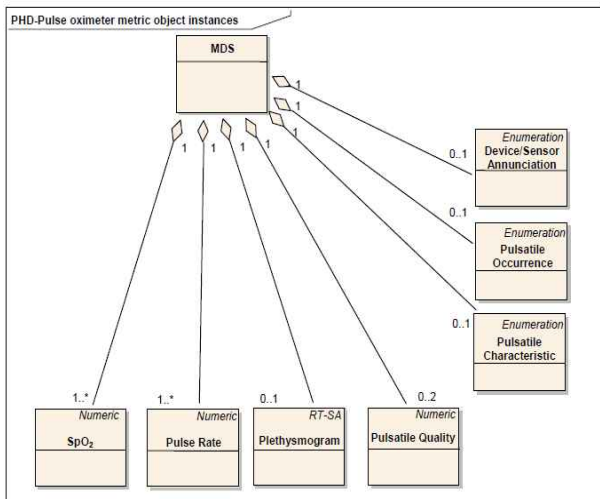 PHD-Pulse oximeter metric object instances
MDS
1
1
1
1
1
1
1
0..1
Enumeration
Device/Sensor
Annunciation
0..1
Enumeration
Pulsatile
Occurrence
0..1
Enumeration
Pulsatile
Characteristic
1..*
Numeric
SpO₂
1..*
Numeric
Pulse Rate
0..1
RT-SA
Plethysmogram
0..2
Numeric
Pulsatile Quality